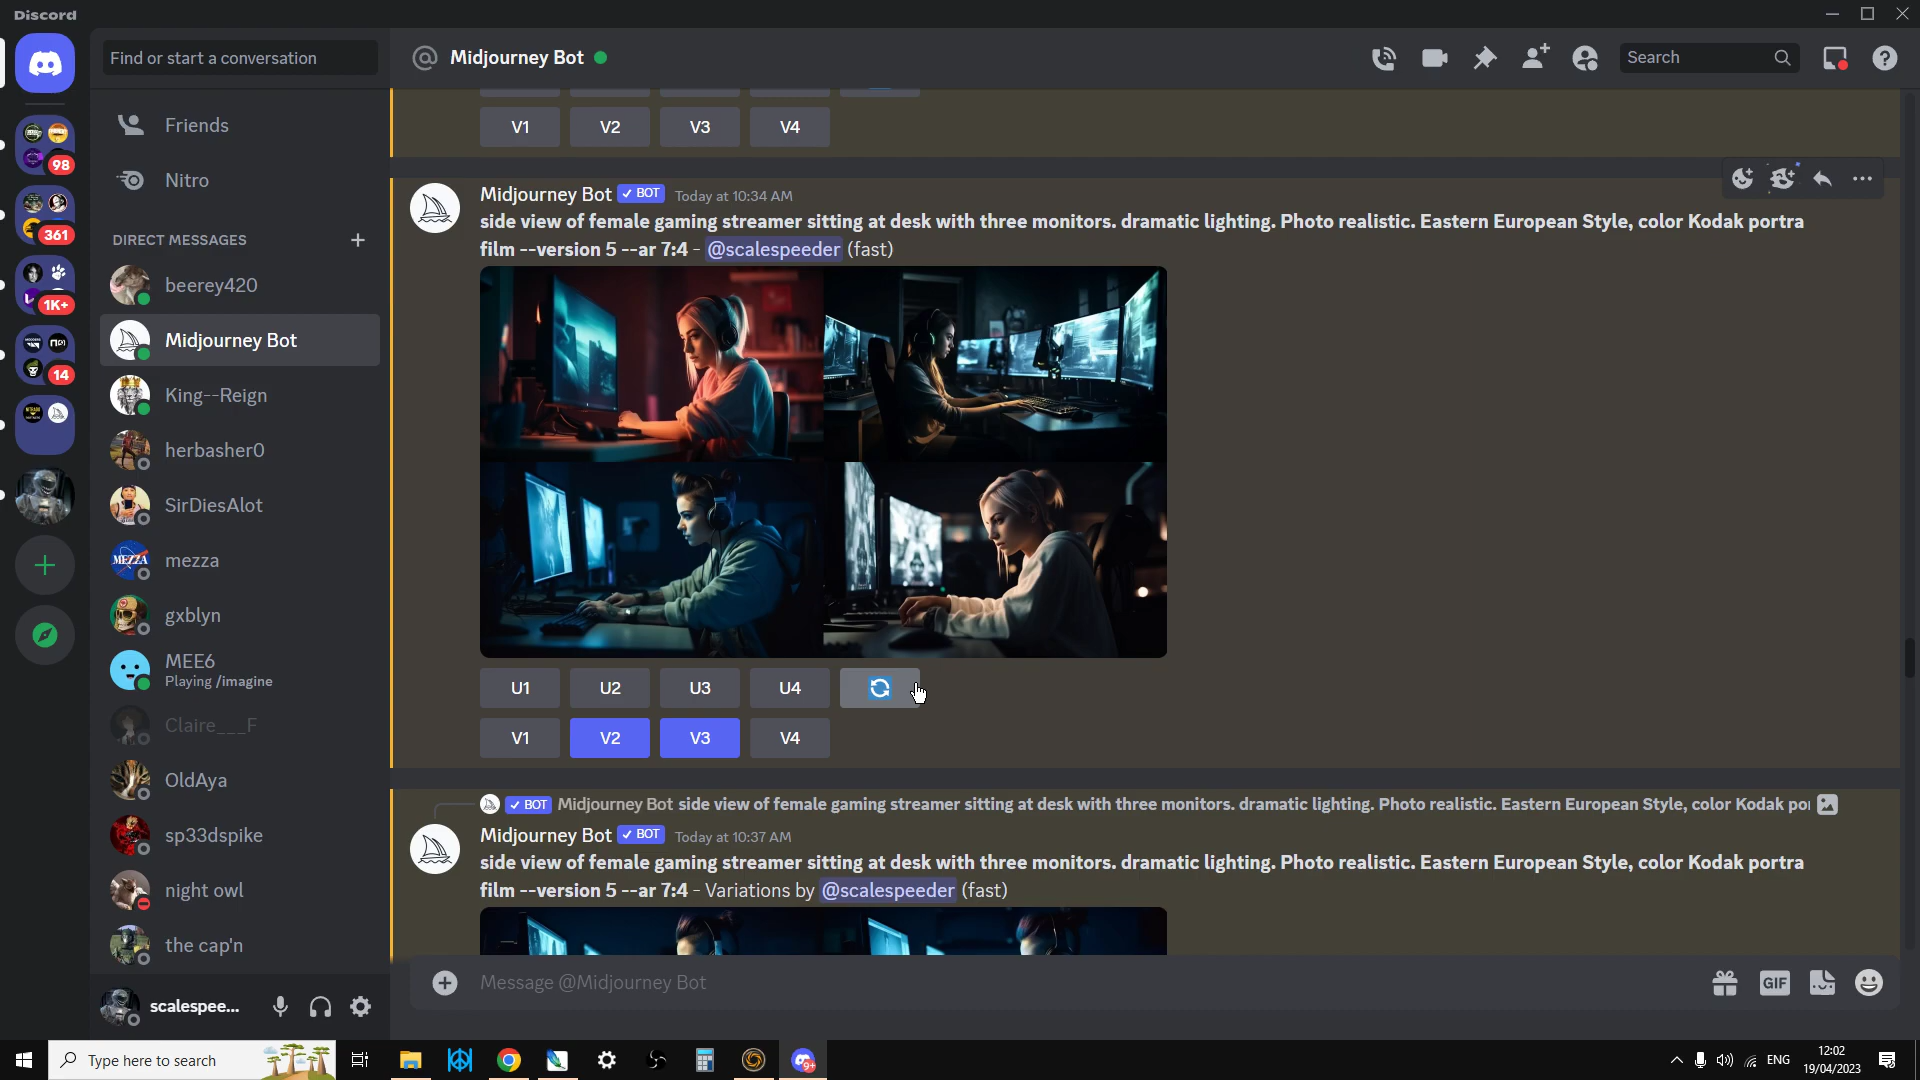 Discord
Find or start a conversation
Midjourney Bot
Search
Friends
Nitro
DIRECT MESSAGES
98
361
1K+
14
beerey420
Midjourney Bot
King--Reign
herbasher0
SirDiesAlot
MEZZA
mezza
gxblyn
MEE6
Playing /imagine
Claire___F
OldAya
sp33dspike
night owl
the cap'n
scalespee...
V1 V2 V3 V4
Midjourney Bot ✓ BOT Today at 10:34 AM
side view of female gaming streamer sitting at desk with three monitors. dramatic lighting. Photo realistic. Eastern European Style, color Kodak portra
film --version 5 --ar 7:4 - @scalespeeder (fast)
U1 U2 U3 U4
V1 V2 V3 V4
✓ BOT Midjourney Bot side view of female gaming streamer sitting at desk with three monitors. dramatic lighting. Photo realistic. Eastern European Style, color Kodak por
Midjourney Bot ✓ BOT Today at 10:37 AM
side view of female gaming streamer sitting at desk with three monitors. dramatic lighting. Photo realistic. Eastern European Style, color Kodak portra
film --version 5 --ar 7:4 - Variations by @scalespeeder (fast)
Message @Midjourney Bot
GIF
Type here to search
9+
ENG
12:02
19/04/2023